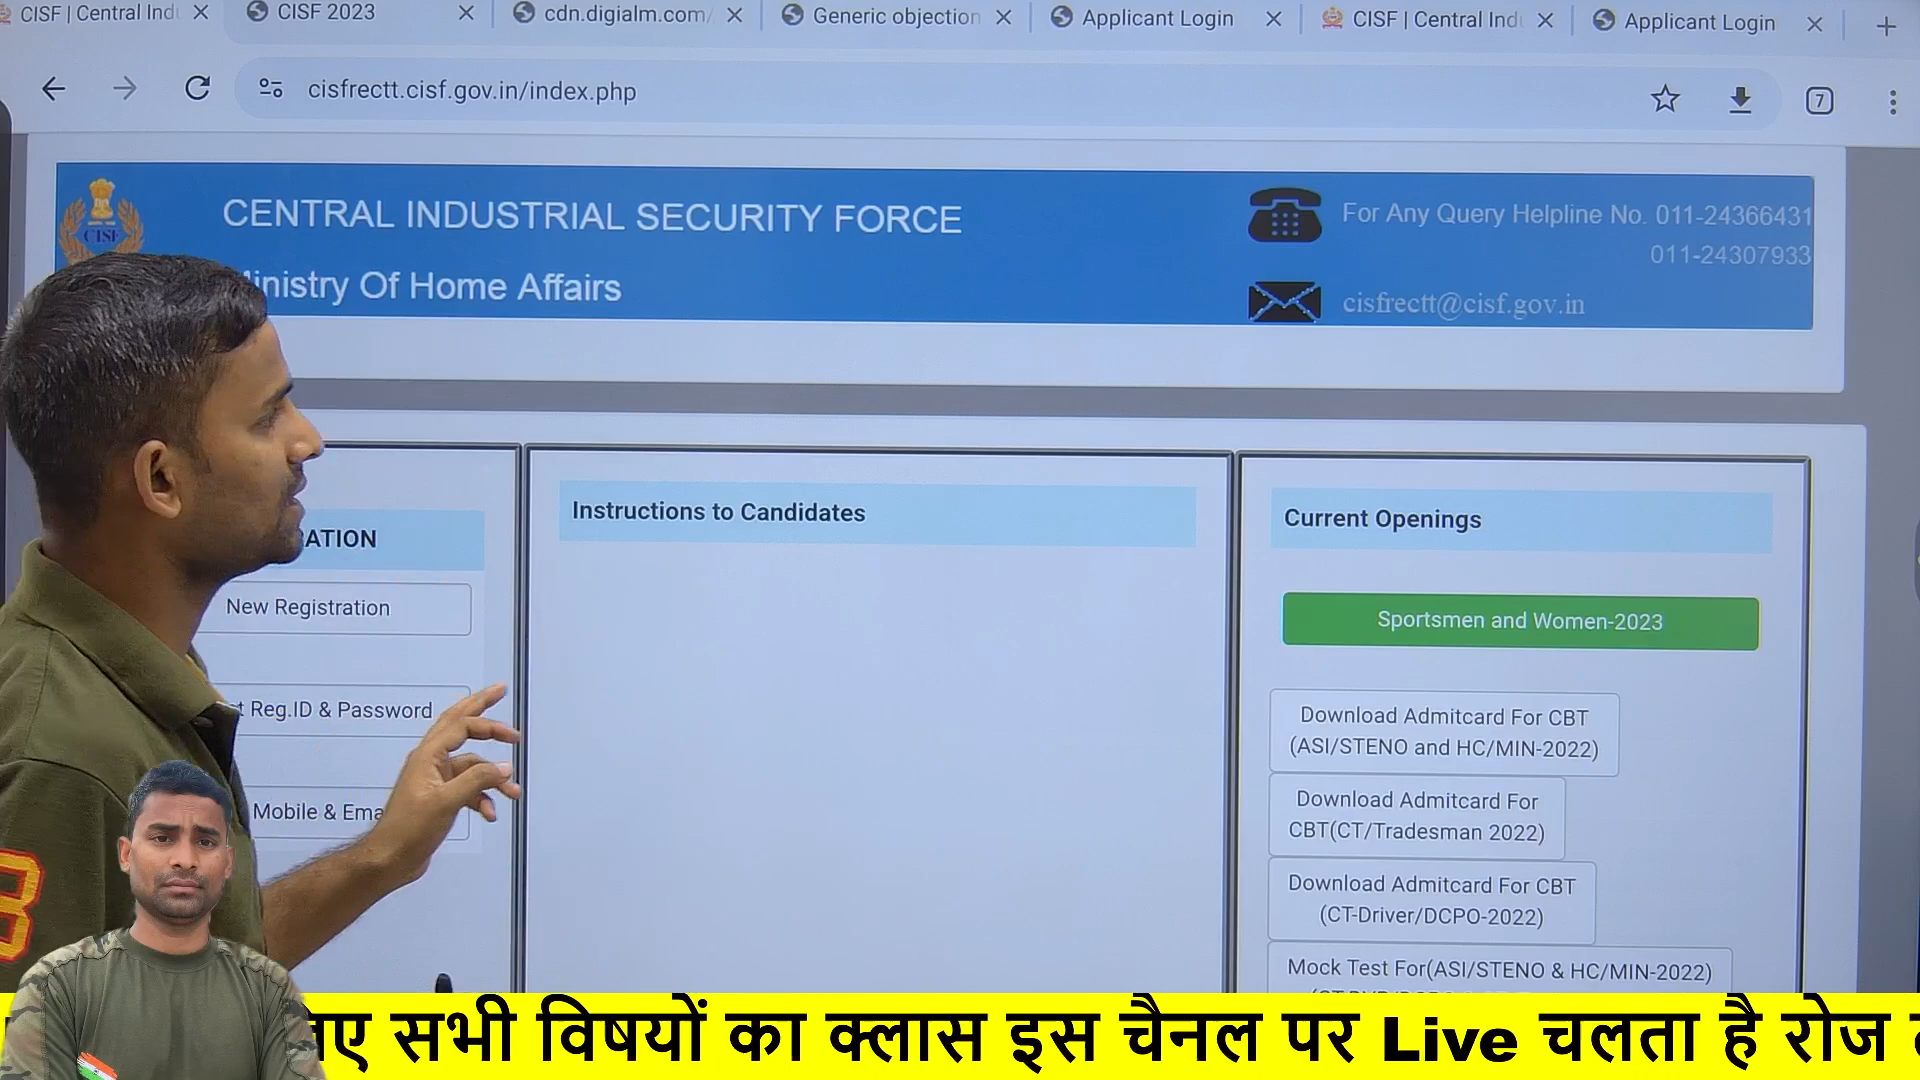 CISF | Central Ind
CISF 2023
cdn.digialm.com/
Generic objection
Applicant Login
CISF | Central Ind
Applicant Login
cisfrectt.cisf.gov.in/index.php
7
CISF
CENTRAL INDUSTRIAL SECURITY FORCE
inistry Of Home Affairs
For Any Query Helpline No. 011-24366431
011-24307933
cisfrectt@cisf.gov.in
ATION
New Registration
Reg.ID & Password
Mobile & Ema
Instructions to Candidates
Current Openings
Sportsmen and Women-2023
Download Admitcard For CBT
(ASI/STENO and HC/MIN-2022)
Download Admitcard For
CBT(CT/Tradesman 2022)
Download Admitcard For CBT
(CT-Driver/DCPO-2022)
Mock Test For(ASI/STENO & HC/MIN-2022)
सभी विषयों का क्लास इस चैनल पर Live चलता है रोज